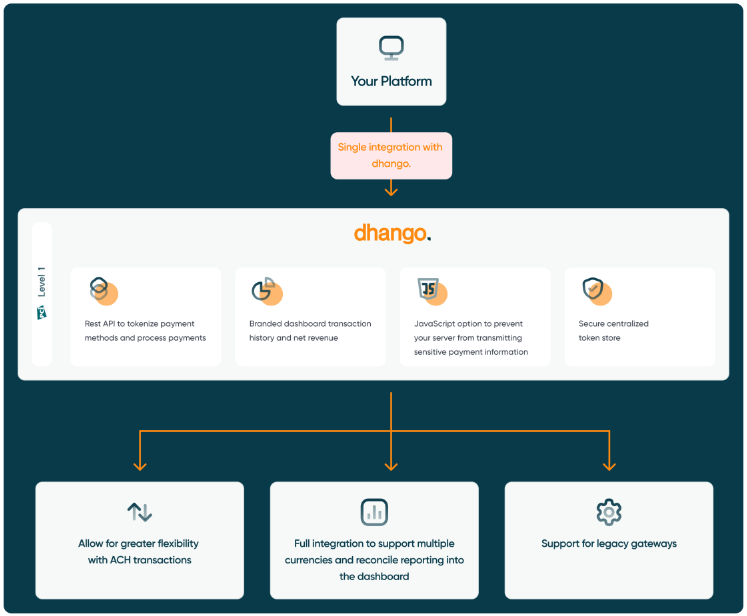 Your Platform
Single integration with
dhango.
dhango.
PCI Level 1
Rest API to tokenize payment
methods and process payments
Branded dashboard transaction
history and net revenue
JS
JavaScript option to prevent
your server from transmitting
sensitive payment information
Secure centralized
token store
Allow for greater flexibility
with ACH transactions
Full integration to support multiple
currencies and reconcile reporting into
the dashboard
Support for legacy gateways